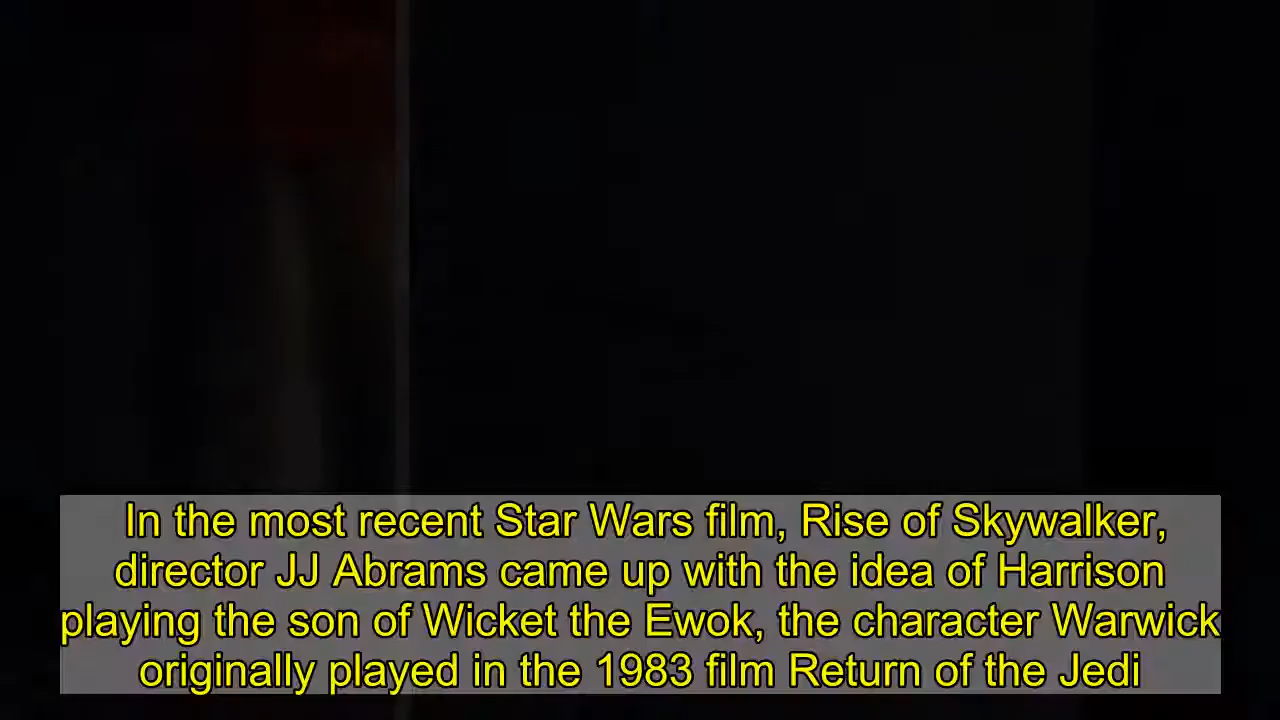 In the most recent Star Wars film, Rise of Skywalker,
director JJ Abrams came up with the idea of Harrison
playing the son of Wicket the Ewok, the character Warwick
originally played in the 1983 film Return of the Jedi